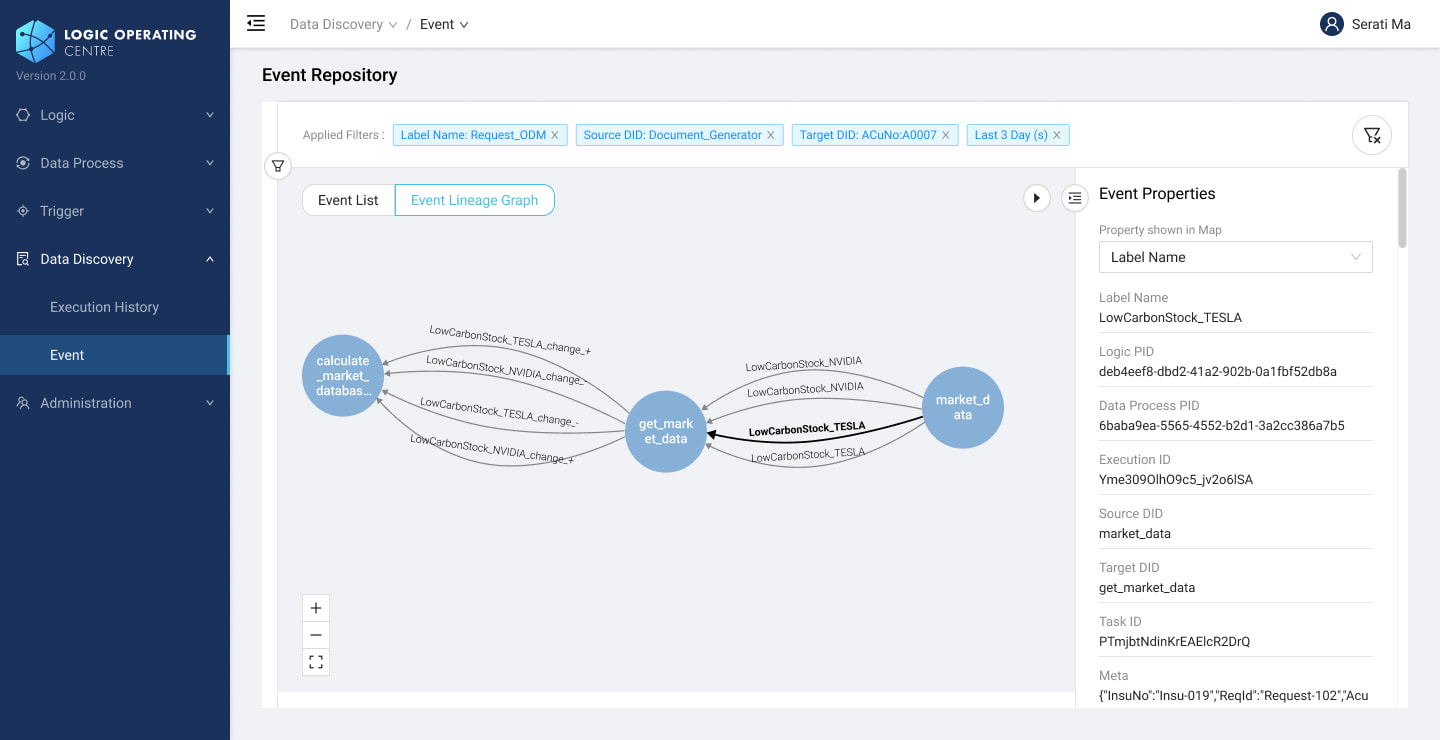 LOGIC OPERATING
CENTRE
Version 2.0.0
Logic
Data Process
Trigger
Data Discovery
Execution History
Event
Administration
Data Discovery / Event
Serati Ma
Event Repository
Applied Filters : Label Name: Request_ODM Source DID: Document_Generator Target DID: ACuNo:A0007 Last 3 Day (s)
Event List Event Lineage Graph
calculate
_market_
databas...
LowCarbonStock_TESLA_change_+
LowCarbonStock_NVIDIA_change_-
LowCarbonStock_TESLA_change_-
LowCarbonStock_NVIDIA_change_+
get_mark
et_data
LowCarbonStock_NVIDIA
LowCarbonStock_NVIDIA
LowCarbonStock_TESLA
LowCarbonStock_TESLA
market_d
ata
Event Properties
Property shown in Map
Label Name
Label Name
LowCarbonStock_TESLA
Logic PID
deb4eef8-dbd2-41a2-902b-0a1fbf52db8a
Data Process PID
6baba9ea-5565-4552-b2d1-3a2cc386a7b5
Execution ID
Yme309OlhO9c5_jv2o6lSA
Source DID
market_data
Target DID
get_market_data
Task ID
PTmjbtNdinKrEAElcR2DrQ
Meta
{"InsuNo":"Insu-019","ReqId":"Request-102","Acu